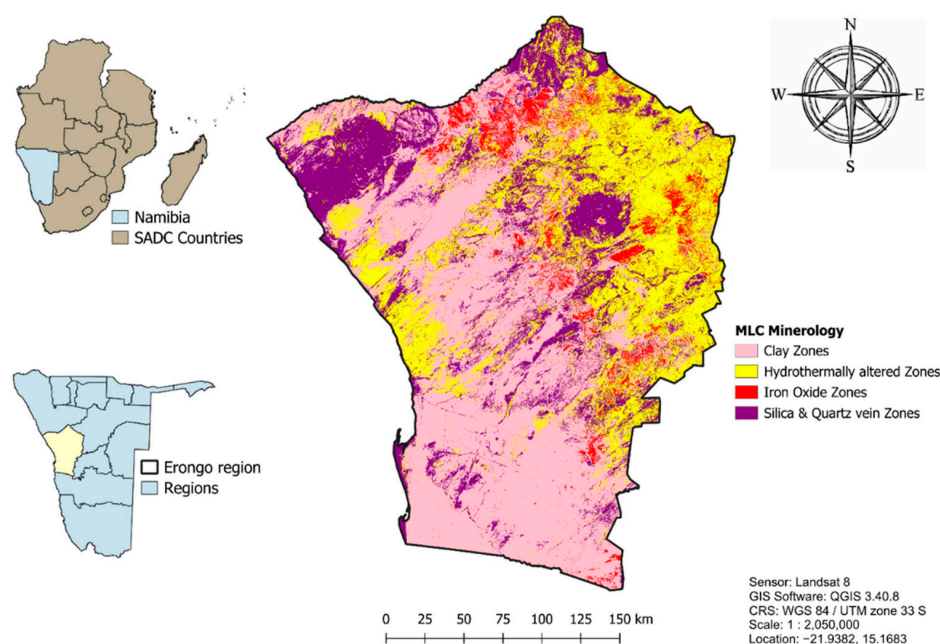 N
W
E
S
Namibia
SADC Countries
MLC Minerology
Clay Zones
Hydrothermally altered Zones
Iron Oxide Zones
Silica & Quartz vein Zones
Erongo region
Regions
0 25 50 75 100 125 150 km
Sensor: Landsat 8
GIS Software: QGIS 3.40.8
CRS: WGS 84 / UTM zone 33 S
Scale: 1 : 2,050,000
Location: −21.9382, 15.1683